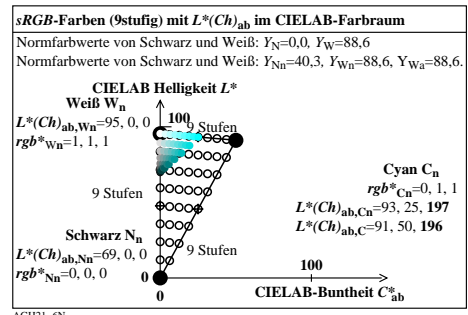 sRGB-Farben (9stufig) mit L*(Ch)ab im CIELAB-Farbraum
Normfarbwerte von Schwarz und Weiß: YN=0,0, YW=88,6
Normfarbwerte von Schwarz und Weiß: YNn=40,3, YWn=88,6, YWa=88,6.
CIELAB Helligkeit L*
Weiß Wn
100
L*(Ch)ab,Wn=95, 0, 0
9 Stufen
rgb*Wn=1, 1, 1
Cyan Cn
rgb*Cn=0, 1, 1
9 Stufen
L*(Ch)ab,Cn=93, 25, 197
L*(Ch)ab,C=91, 50, 196
Schwarz Nn
L*(Ch)ab,Nn=69, 0, 0
9 Stufen
rgb*Nn=0, 0, 0
0
100
0
CIELAB-Buntheit C*ab